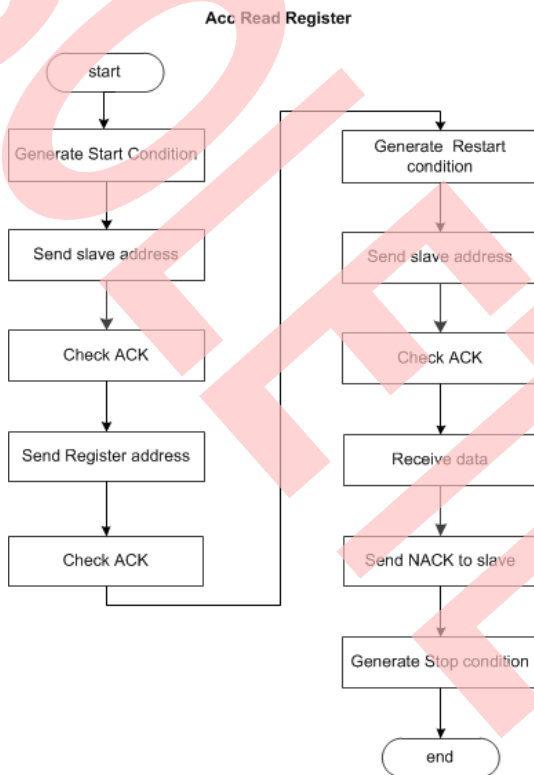 Acc Read Register
start
Generate Start Condition
Send slave address
Check ACK
Send Register address
Check ACK
Generate Restart
condition
Send slave address
Check ACK
Receive data
Send NACK to slave
Generate Stop condition
end